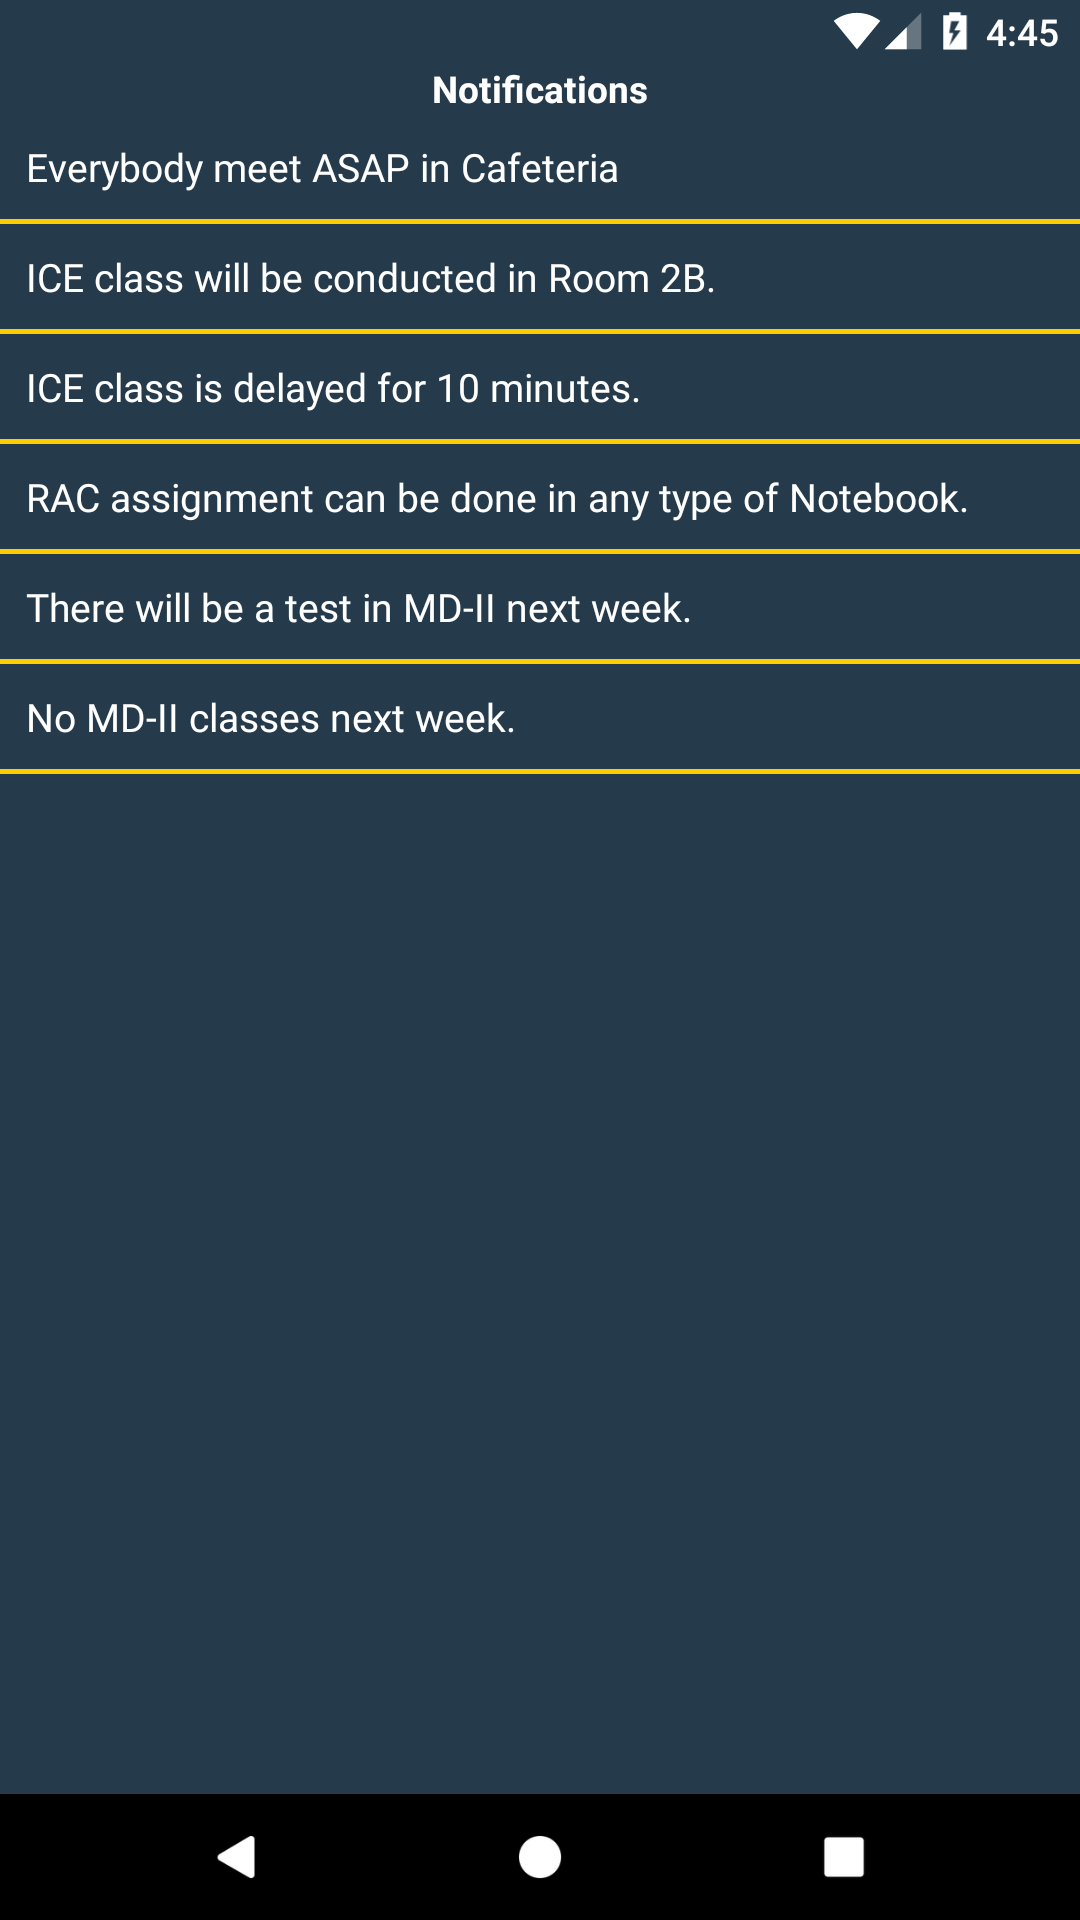 4:45
Notifications
Everybody meet ASAP in Cafeteria
ICE class will be conducted in Room 2B.
ICE class is delayed for 10 minutes.
RAC assignment can be done in any type of Notebook.
There will be a test in MD-II next week.
No MD-II classes next week.